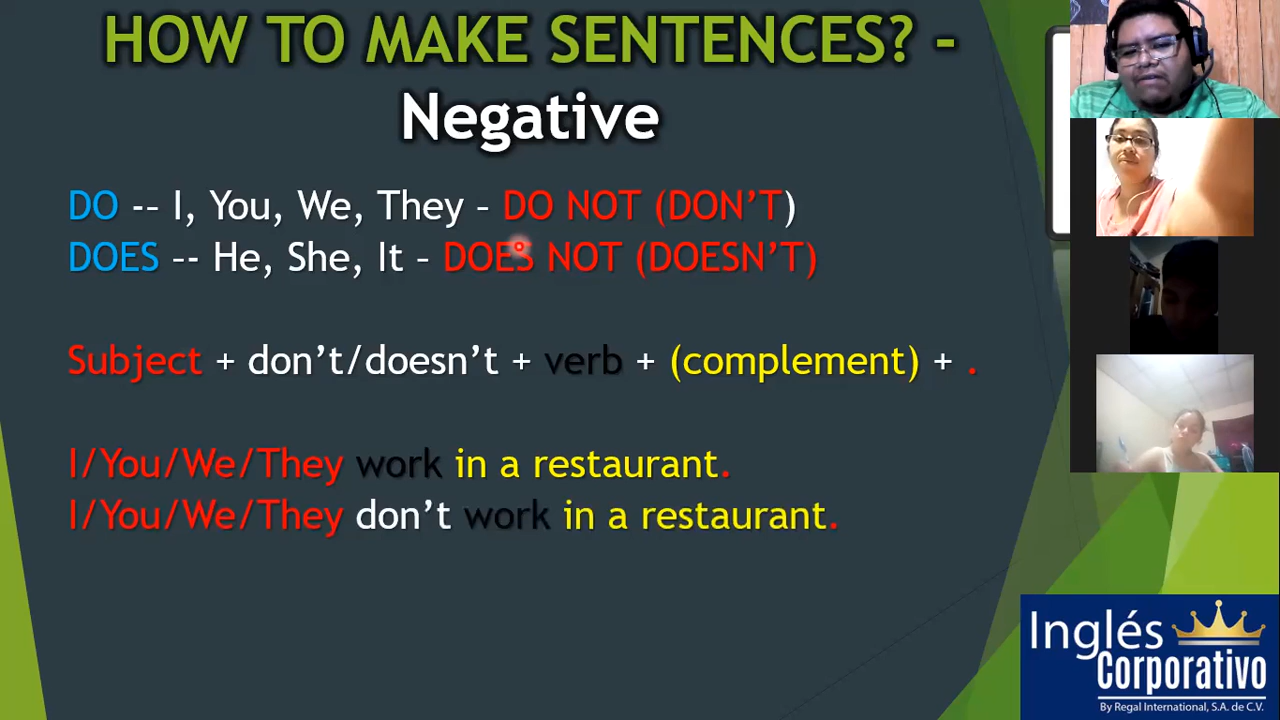 HOW TO MAKE SENTENCES? -
Negative
DO -- I, You, We, They – DO NOT (DON'T)
DOES -- He, She, It – DOES NOT (DOESN'T)
Subject + don't/doesn't + verb + (complement) + .
I/You/We/They work in a restaurant.
I/You/We/They don't work in a restaurant.
Inglés
Corporativo
By Regal International, S.A. de C.V.